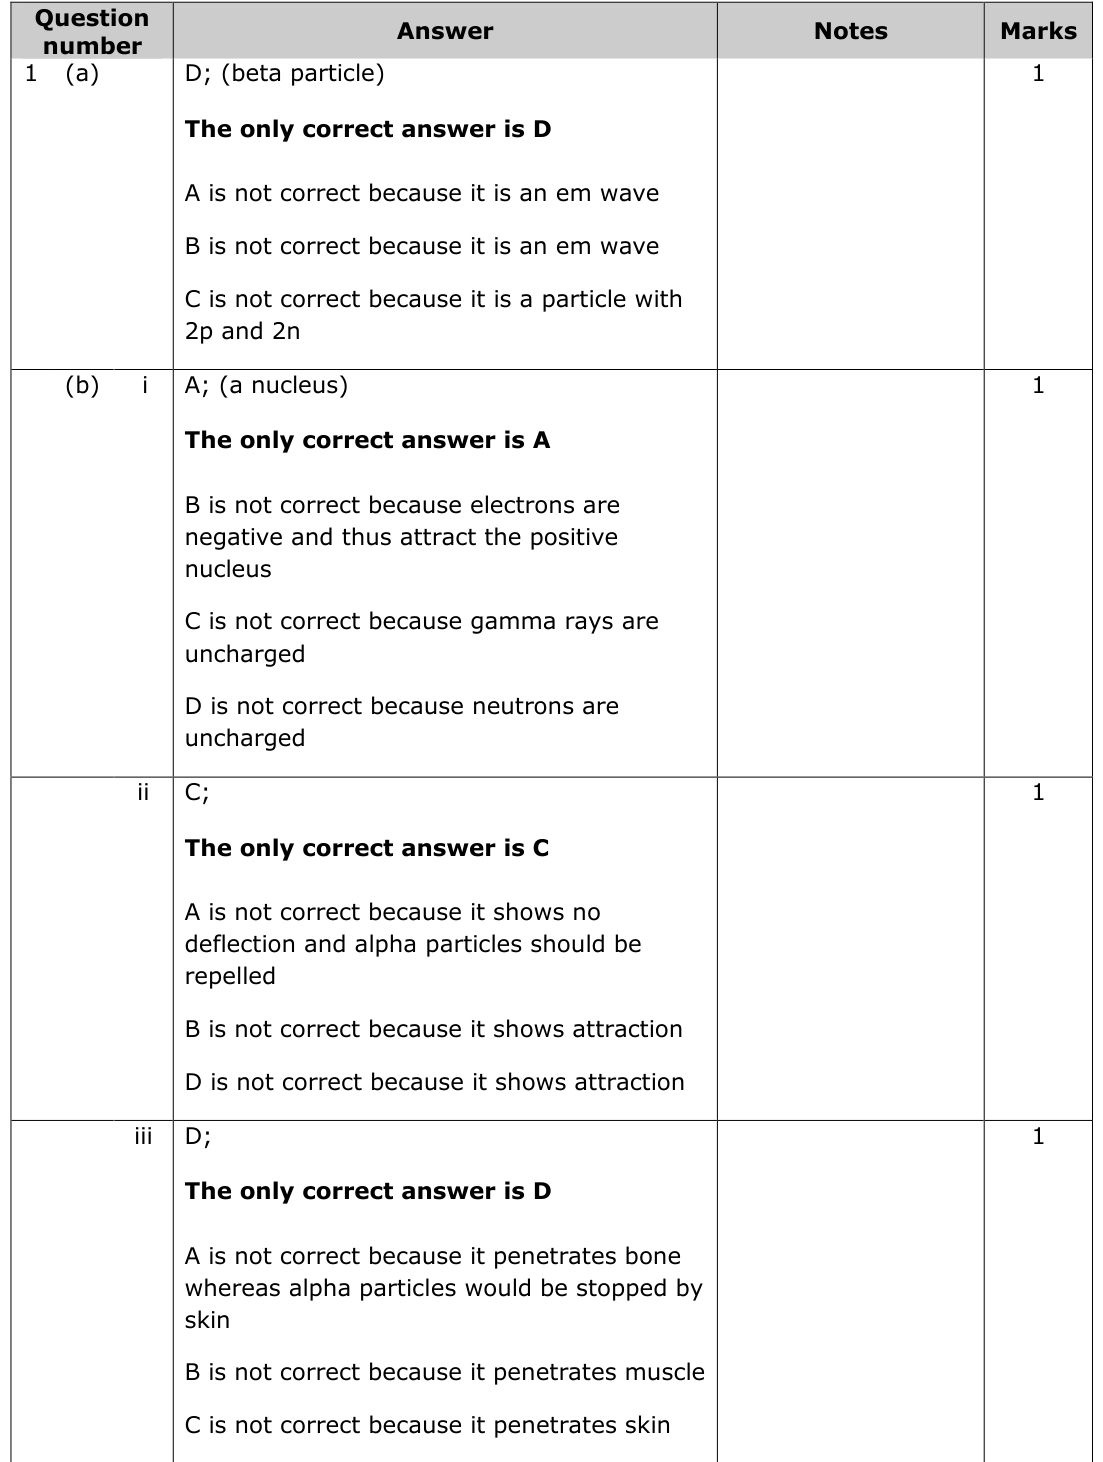 Question number Answer Notes Marks
1 (a) D; (beta particle) 1
The only correct answer is D
A is not correct because it is an em wave
B is not correct because it is an em wave
C is not correct because it is a particle with
2p and 2n
(b) i A; (a nucleus) 1
The only correct answer is A
B is not correct because electrons are
negative and thus attract the positive
nucleus
C is not correct because gamma rays are
uncharged
D is not correct because neutrons are
uncharged
ii C; 1
The only correct answer is C
A is not correct because it shows no
deflection and alpha particles should be
repelled
B is not correct because it shows attraction
D is not correct because it shows attraction
iii D; 1
The only correct answer is D
A is not correct because it penetrates bone
whereas alpha particles would be stopped by
skin
B is not correct because it penetrates muscle
C is not correct because it penetrates skin